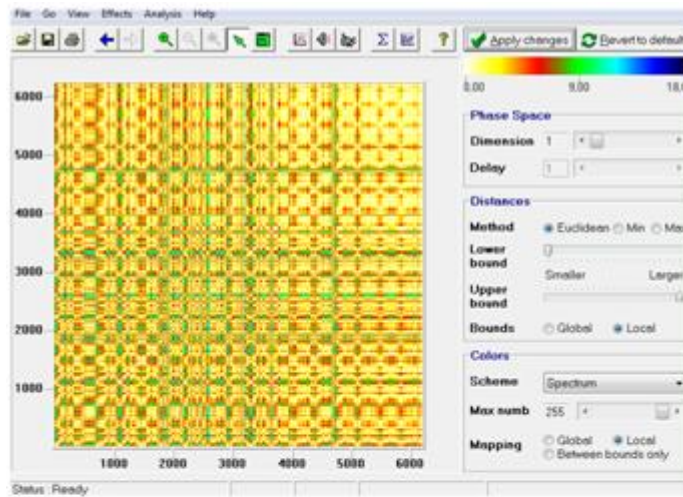 File Go View Effects Analysis Help
Apply changes Revert to default
0.00 9.00 18.0
Phase Space
Dimension 1
Delay 1
Distances
Method Euclidean Min Max
Lower bound
Smaller Larger
Upper bound
Bounds Global Local
Colors
Scheme Spectrum
Max numb 255
Mapping Global Local
Between bounds only
6000
5000
4000
3000
2000
1000
1000 2000 3000 4000 5000 6000
Status : Ready